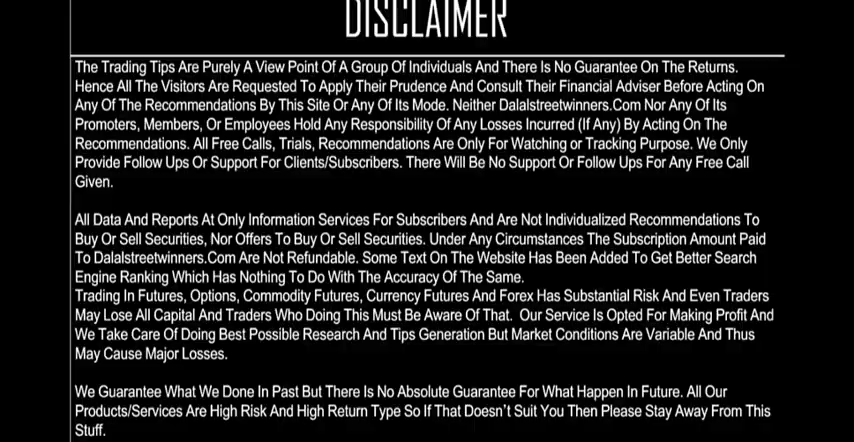 DISCLAIMER
The Trading Tips Are Purely A View Point Of A Group Of Individuals And There Is No Guarantee On The Returns.
Hence All The Visitors Are Requested To Apply Their Prudence And Consult Their Financial Adviser Before Acting On
Any Of The Recommendations By This Site Or Any Of Its Mode. Neither Dalalstreetwinners.Com Nor Any Of Its
Promoters, Members, Or Employees Hold Any Responsibility Of Any Losses Incurred (If Any) By Acting On The
Recommendations. All Free Calls, Trials, Recommendations Are Only For Watching or Tracking Purpose. We Only
Provide Follow Ups Or Support For Clients/Subscribers. There Will Be No Support Or Follow Ups For Any Free Call
Given.
All Data And Reports At Only Information Services For Subscribers And Are Not Individualized Recommendations To
Buy Or Sell Securities, Nor Offers To Buy Or Sell Securities. Under Any Circumstances The Subscription Amount Paid
To Dalalstreetwinners.Com Are Not Refundable. Some Text On The Website Has Been Added To Get Better Search
Engine Ranking Which Has Nothing To Do With The Accuracy Of The Same.
Trading In Futures, Options, Commodity Futures, Currency Futures And Forex Has Substantial Risk And Even Traders
May Lose All Capital And Traders Who Doing This Must Be Aware Of That. Our Service Is Opted For Making Profit And
We Take Care Of Doing Best Possible Research And Tips Generation But Market Conditions Are Variable And Thus
May Cause Major Losses.
We Guarantee What We Done In Past But There Is No Absolute Guarantee For What Happen In Future. All Our
Products/Services Are High Risk And High Return Type So If That Doesn't Suit You Then Please Stay Away From This
Stuff.